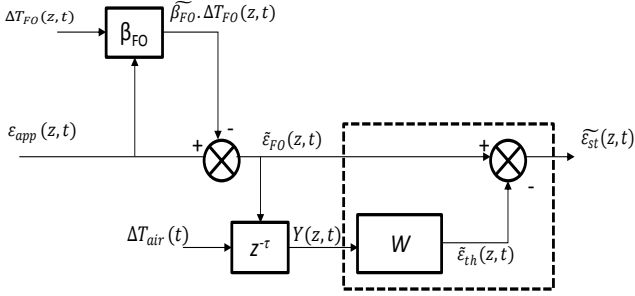 ΔT_FO(z,t)
β_FO
β̃_FO.ΔT_FO(z,t)
ε_app(z,t)
+
-
ε̃_FO(z,t)
+
-
ε̃_st(z,t)
ΔT_air(t)
z^-τ
Y(z,t)
W
ε̃_th(z,t)